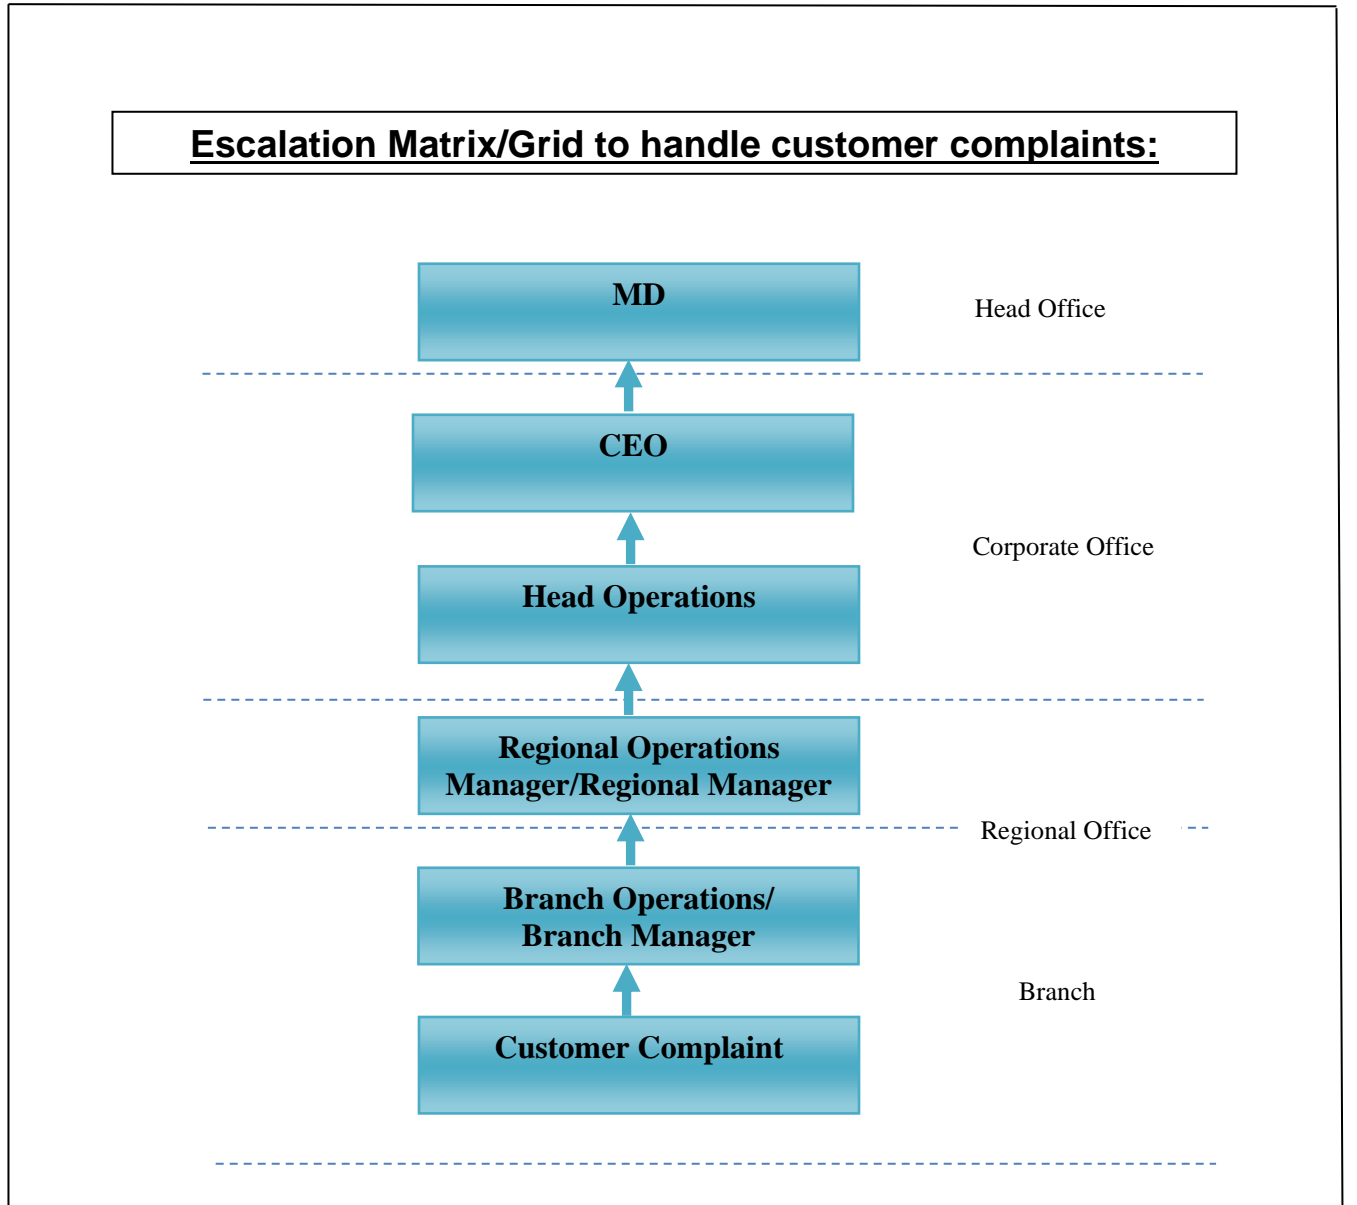 Escalation Matrix/Grid to handle customer complaints:
MD
Head Office
CEO
Corporate Office
Head Operations
Regional Operations
Manager/Regional Manager
Regional Office
Branch Operations/
Branch Manager
Branch
Customer Complaint